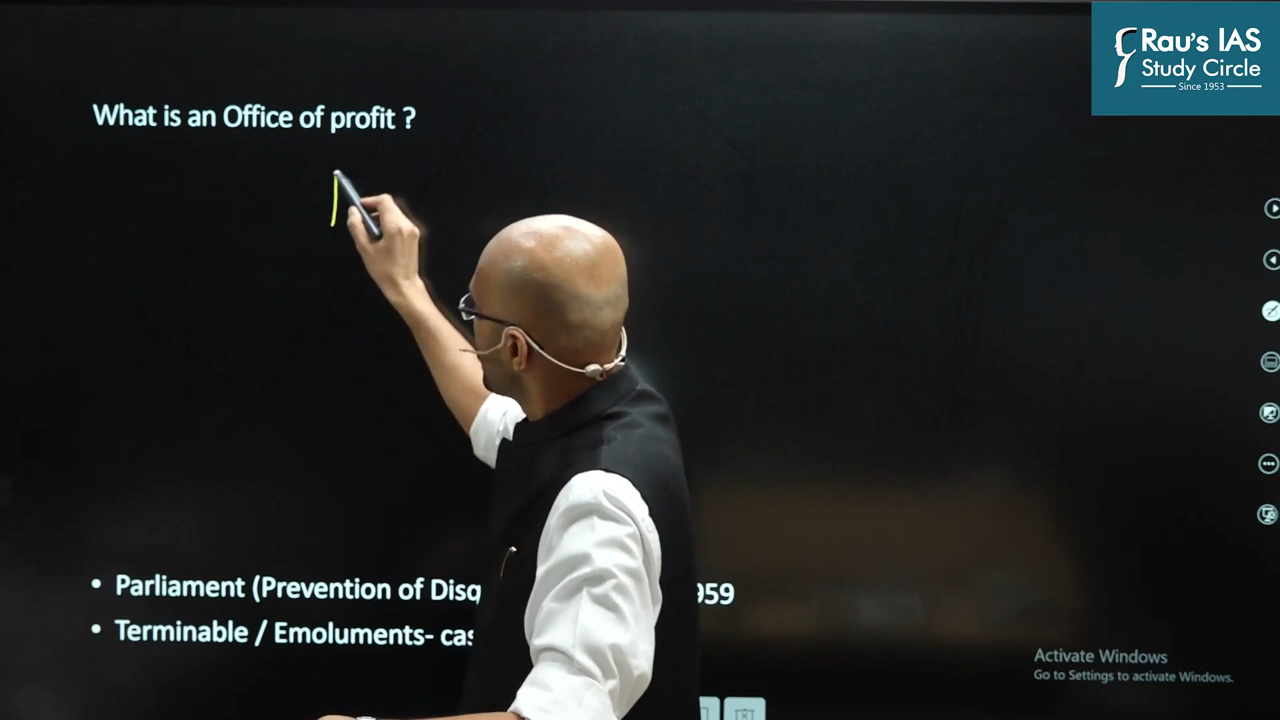 Rau's IAS
Study Circle
Since 1953
What is an Office of profit ?
• Parliament (Prevention of Disq 959
• Terminable / Emoluments- cas
Activate Windows
Go to Settings to activate Windows.